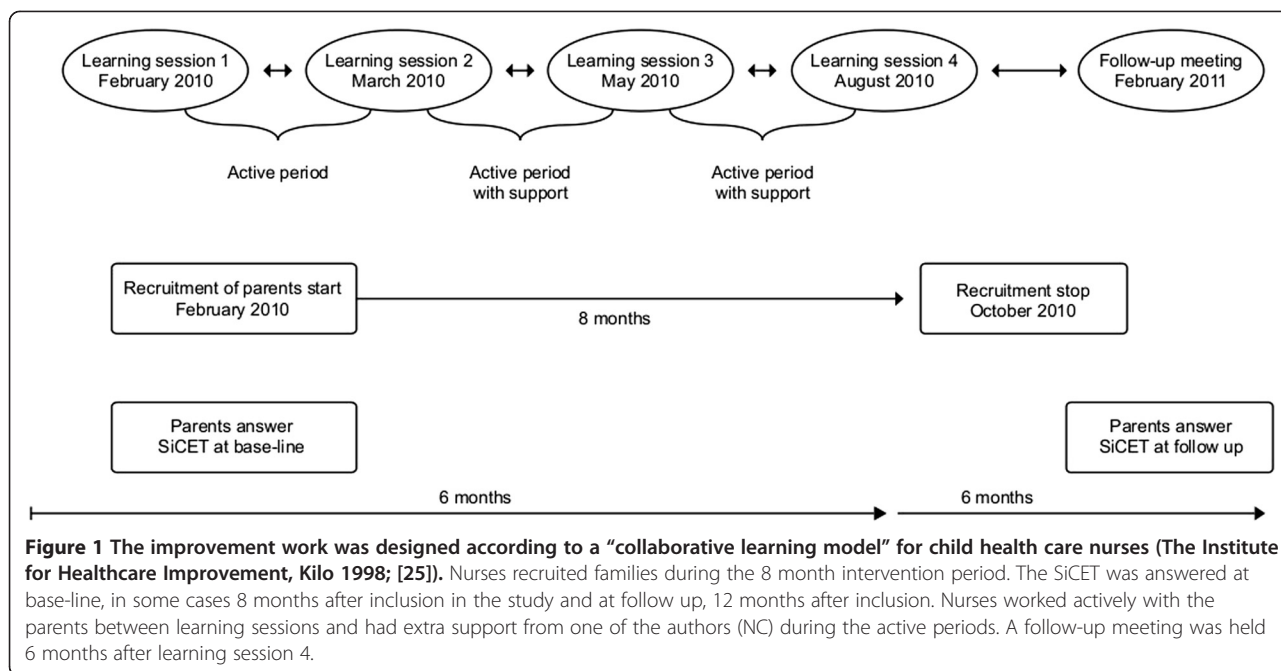 Learning session 1
February 2010
Learning session 2
March 2010
Learning session 3
May 2010
Learning session 4
August 2010
Follow-up meeting
February 2011
Active period
Active period
with support
Active period
with support
Recruitment of parents start
February 2010
8 months
Recruitment stop
October 2010
Parents answer
SiCET at base-line
Parents answer
SiCET at follow up
6 months
6 months
Figure 1 The improvement work was designed according to a “collaborative learning model” for child health care nurses (The Institute
for Healthcare Improvement, Kilo 1998; [25]). Nurses recruited families during the 8 month intervention period. The SiCET was answered at
base-line, in some cases 8 months after inclusion in the study and at follow up, 12 months after inclusion. Nurses worked actively with the
parents between learning sessions and had extra support from one of the authors (NC) during the active periods. A follow-up meeting was held
6 months after learning session 4.